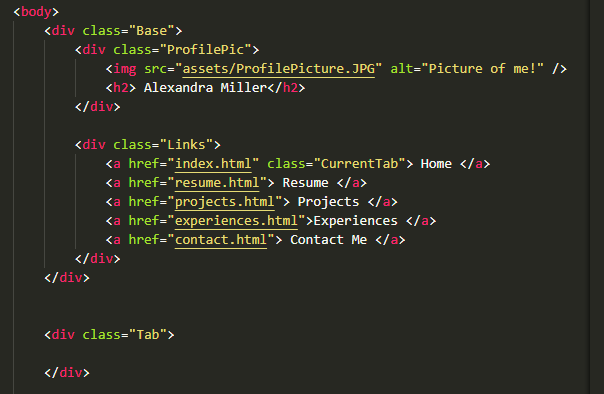 <body>
    <div class="Base">
        <div class="ProfilePic">
            <img src="assets/ProfilePicture.JPG" alt="Picture of me!" />
            <h2> Alexandra Miller</h2>
        </div>

        <div class="Links">
            <a href="index.html" class="CurrentTab"> Home </a>
            <a href="resume.html"> Resume </a>
            <a href="projects.html"> Projects </a>
            <a href="experiences.html">Experiences </a>
            <a href="contact.html"> Contact Me </a>
        </div>
    </div>


    <div class="Tab">

    </div>